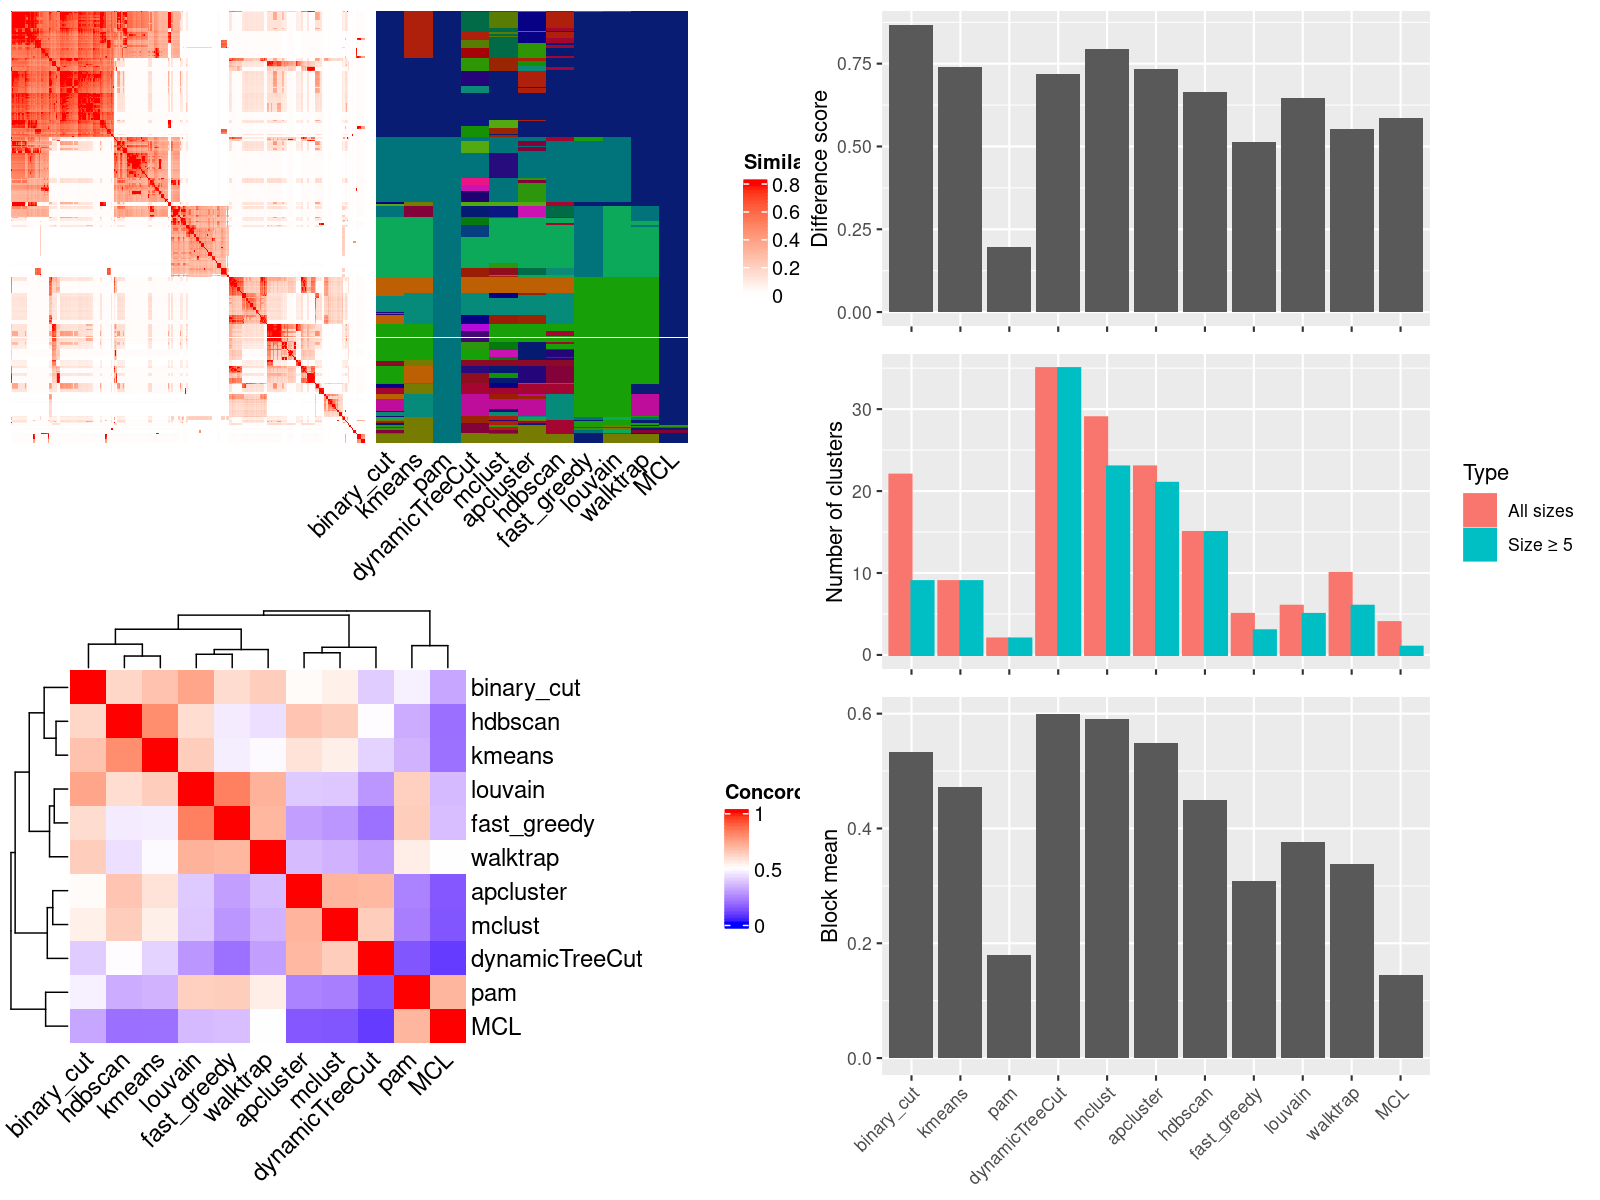 Simila
0.8
0.6
0.4
0.2
0
binary_cut
kmeans
pam
dynamicTreeCut
mclust
apcluster
hdbscan
fast_greedy
louvain
walktrap
MCL
binary_cut
hdbscan
kmeans
louvain
fast_greedy
walktrap
apcluster
mclust
dynamicTreeCut
pam
MCL
binary_cut
hdbscan
kmeans
louvain
fast_greedy
walktrap
apcluster
mclust
dynamicTreeCut
pam
MCL
Concord
1
0.5
0
Difference score
0.75
0.50
0.25
0.00
Number of clusters
30
20
10
0
Type
All sizes
Size ≥ 5
Block mean
0.6
0.4
0.2
0.0
binary_cut
kmeans
pam
dynamicTreeCut
mclust
apcluster
hdbscan
fast_greedy
louvain
walktrap
MCL